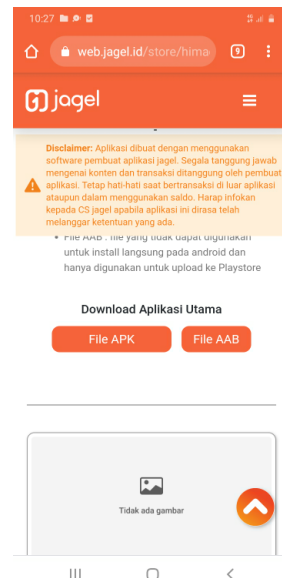 10:27
web.jagel.id/store/hima
9
jagel
Disclaimer: Aplikasi dibuat dengan menggunakan
software pembuat aplikasi jagel. Segala tanggung jawab
mengenai konten dan transaksi ditanggung oleh pembuat
aplikasi. Tetap hati-hati saat bertransaksi di luar aplikasi
ataupun dalam menggunakan saldo. Harap infokan
kepada CS jagel apabila aplikasi ini dirasa telah
melanggar ketentuan yang ada.
• File AAB : file yang tidak dapat digunakan
untuk install langsung pada android dan
hanya digunakan untuk upload ke Playstore
Download Aplikasi Utama
File APK File AAB
Tidak ada gambar